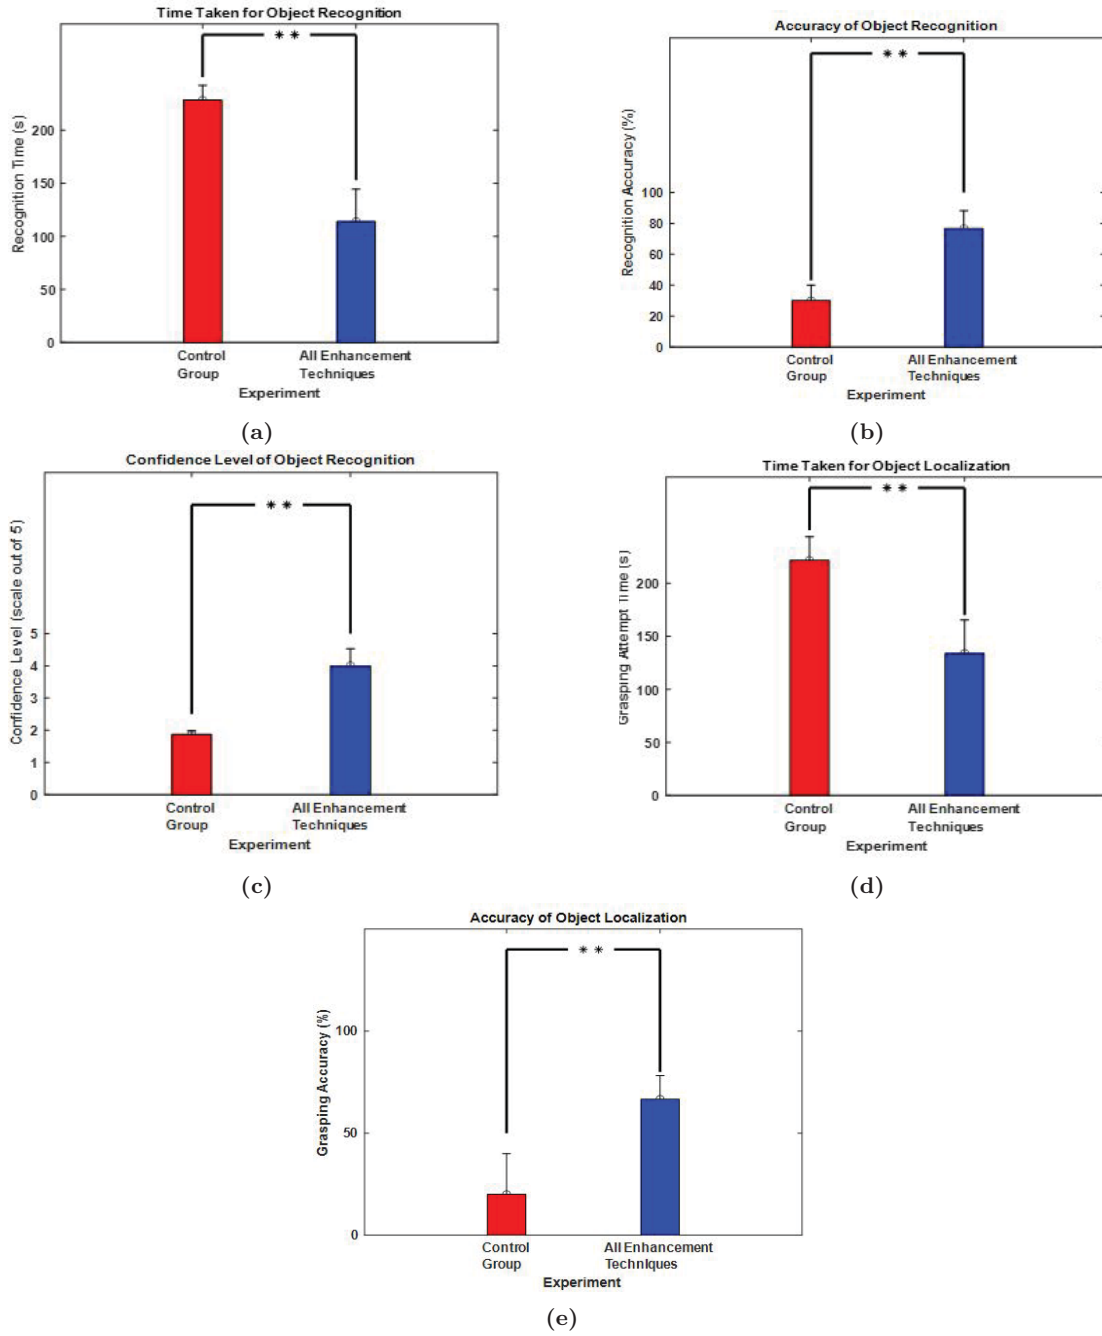 Time Taken for Object Recognition
* *
Recognition Time (s)
200
150
100
50
0
Control
Group
All Enhancement
Techniques
Experiment
(a)
Accuracy of Object Recognition
* *
Recognition Accuracy (%)
100
80
60
40
20
0
Control
Group
All Enhancement
Techniques
Experiment
(b)
Confidence Level of Object Recognition
* *
Confidence Level (scale out of 5)
5
4
3
2
1
0
Control
Group
All Enhancement
Techniques
Experiment
(c)
Time Taken for Object Localization
* *
Grasping Attempt Time (s)
200
150
100
50
0
Control
Group
All Enhancement
Techniques
Experiment
(d)
Accuracy of Object Localization
* *
Grasping Accuracy (%)
100
50
0
Control
Group
All Enhancement
Techniques
Experiment
(e)